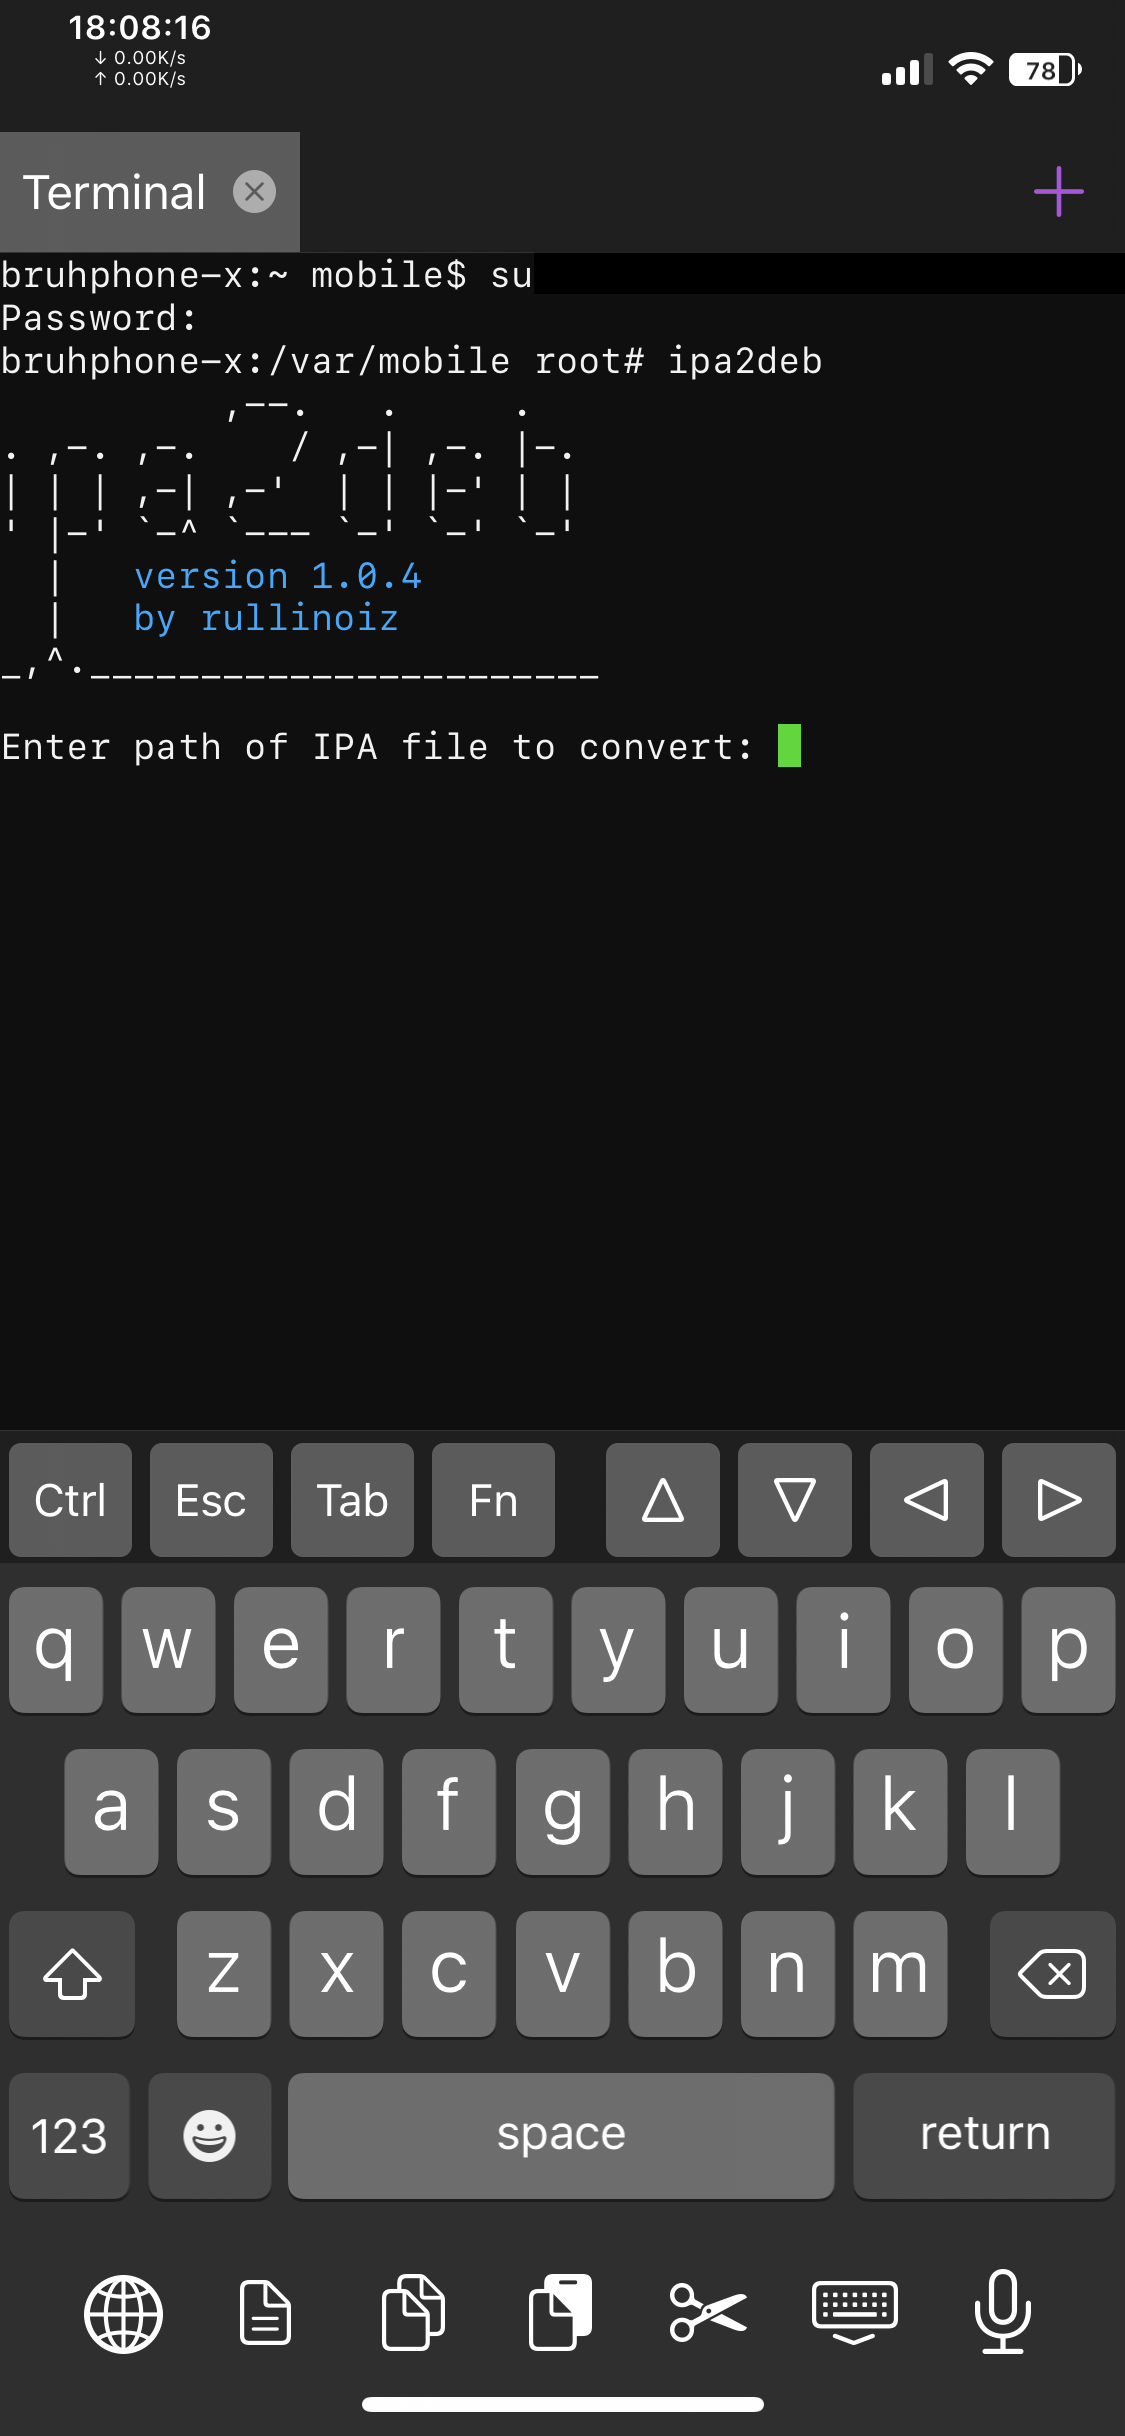 18:08:16
↓ 0.00K/s
↑ 0.00K/s
78
Terminal
bruhphone-x:~ mobile$ su
Password:
bruhphone-x:/var/mobile root# ipa2deb
          ,--.   .     .
. ,-. ,-.    / ,-| ,-. |-.
| | | ,-| ,-'  | | |-' | |
' |-' `-^ `--- `-' `-' `-'
  |   version 1.0.4
  |   by rullinoiz
_,^._______________________
Enter path of IPA file to convert:
Ctrl Esc Tab Fn
q w e r t y u i o p
a s d f g h j k l
z x c v b n m
123 space return